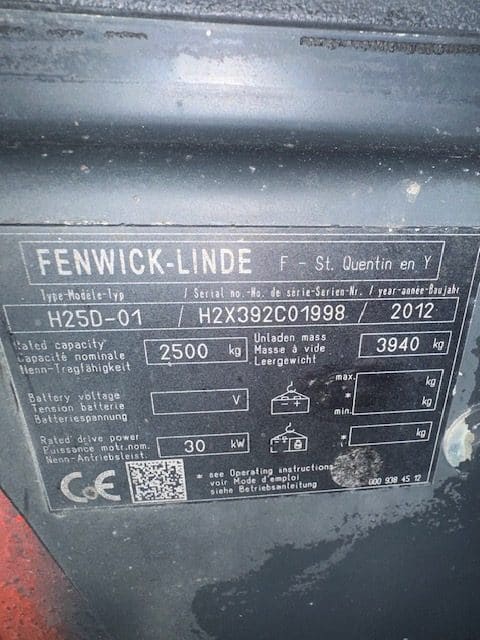 FENWICK-LINDE F - St. Quentin en Y
Type-Modèle-Typ / Serial no.-No. de série-Serien-Nr. / year-année-Baujahr
H25D-01 / H2X392C01998 / 2012
Rated capacity
Capacité nominale
Nenn-Tragfähigkeit
2500 kg
Unladen mass
Masse à vide
Leergewicht
3940 kg
Battery voltage
Tension batterie
Batteriespannung
V
- +
max. * kg
min. * kg
Rated drive power
Puissance motr.nom.
Nenn-Antriebsleist.
30 kW
* kg
CE
* see Operating instructions
voir Mode d'emploi
siehe Betriebsanleitung
000 938 45 12